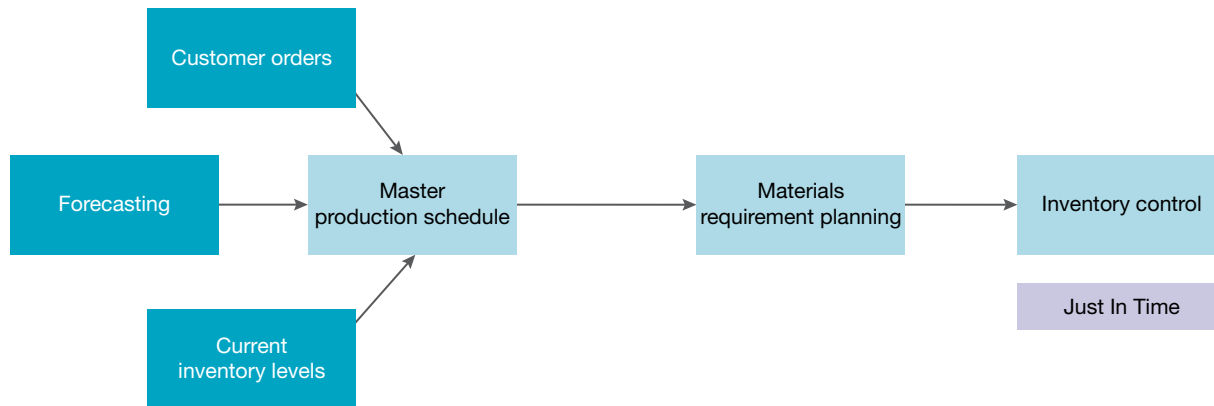 Customer orders
Forecasting
Master
production schedule
Materials
requirement planning
Inventory control
Just In Time
Current
inventory levels